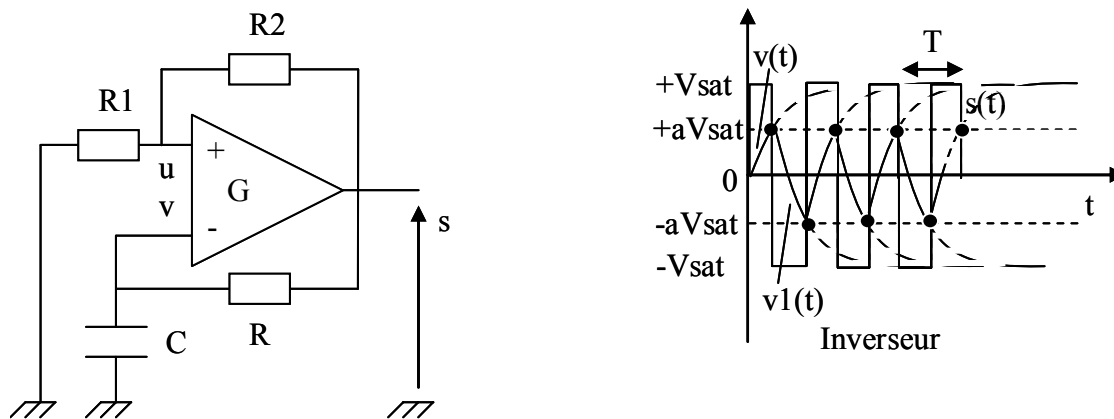 R2
R1
+
u
G
v
-
s
R
C
v(t)
T
+Vsat
s(t)
+aVsat
0
t
-aVsat
-Vsat
v1(t)
Inverseur